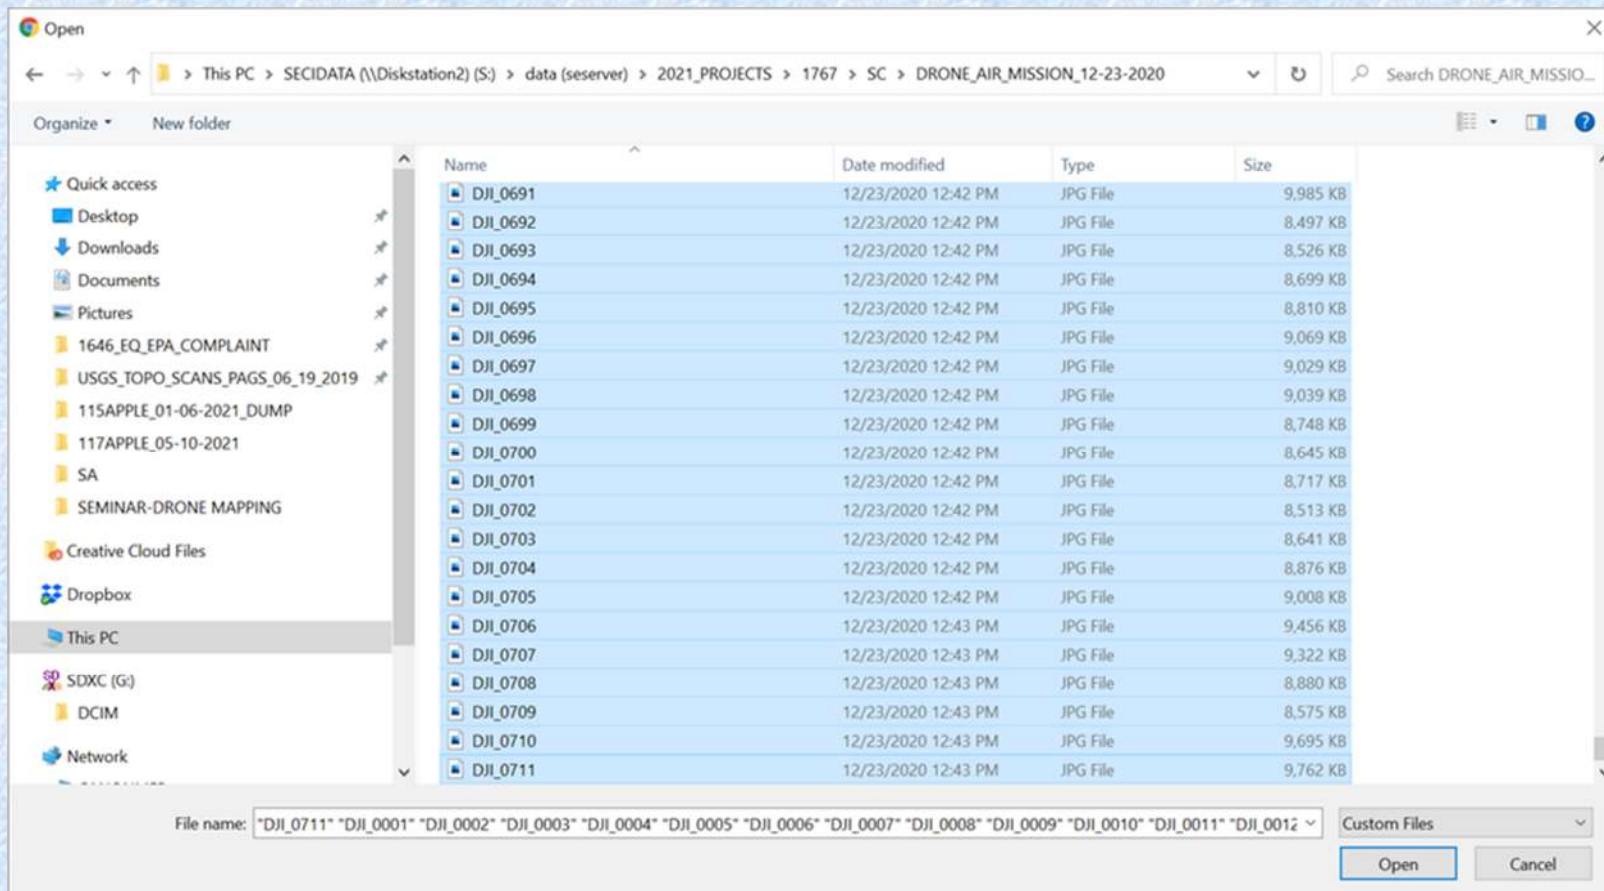 Open
This PC > SECIDATA (\\Diskstation2) (S:) > data (seserver) > 2021_PROJECTS > 1767 > SC > DRONE_AIR_MISSION_12-23-2020
Search DRONE_AIR_MISSIO...
Organize
New folder
Quick access
Desktop
Downloads
Documents
Pictures
1646_EQ_EPA_COMPLAINT
USGS_TOPO_SCANS_PAGS_06_19_2019
115APPLE_01-06-2021_DUMP
117APPLE_05-10-2021
SA
SEMINAR-DRONE MAPPING
Creative Cloud Files
Dropbox
This PC
SDXC (G:)
DCIM
Network
Name Date modified Type Size
DJI_0691 12/23/2020 12:42 PM JPG File 9,985 KB
DJI_0692 12/23/2020 12:42 PM JPG File 8,497 KB
DJI_0693 12/23/2020 12:42 PM JPG File 8,526 KB
DJI_0694 12/23/2020 12:42 PM JPG File 8,699 KB
DJI_0695 12/23/2020 12:42 PM JPG File 8,810 KB
DJI_0696 12/23/2020 12:42 PM JPG File 9,069 KB
DJI_0697 12/23/2020 12:42 PM JPG File 9,029 KB
DJI_0698 12/23/2020 12:42 PM JPG File 9,039 KB
DJI_0699 12/23/2020 12:42 PM JPG File 8,748 KB
DJI_0700 12/23/2020 12:42 PM JPG File 8,645 KB
DJI_0701 12/23/2020 12:42 PM JPG File 8,717 KB
DJI_0702 12/23/2020 12:42 PM JPG File 8,513 KB
DJI_0703 12/23/2020 12:42 PM JPG File 8,641 KB
DJI_0704 12/23/2020 12:42 PM JPG File 8,876 KB
DJI_0705 12/23/2020 12:42 PM JPG File 9,008 KB
DJI_0706 12/23/2020 12:43 PM JPG File 9,456 KB
DJI_0707 12/23/2020 12:43 PM JPG File 9,322 KB
DJI_0708 12/23/2020 12:43 PM JPG File 8,880 KB
DJI_0709 12/23/2020 12:43 PM JPG File 8,575 KB
DJI_0710 12/23/2020 12:43 PM JPG File 9,695 KB
DJI_0711 12/23/2020 12:43 PM JPG File 9,762 KB
File name: "DJI_0711" "DJI_0001" "DJI_0002" "DJI_0003" "DJI_0004" "DJI_0005" "DJI_0006" "DJI_0007" "DJI_0008" "DJI_0009" "DJI_0010" "DJI_0011" "DJI_0012
Custom Files
Open
Cancel